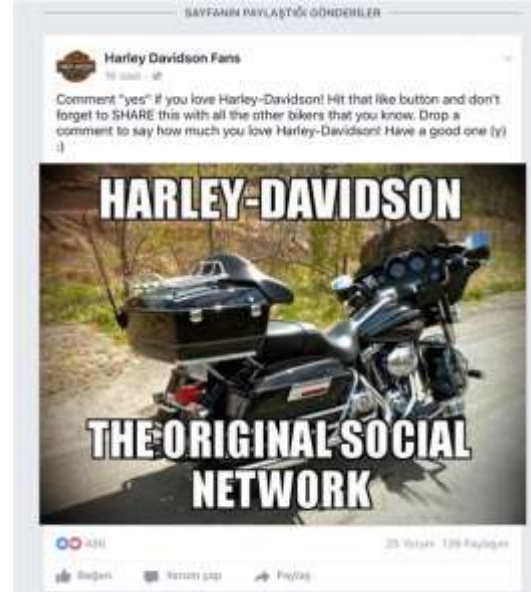 SAYFANIN PAYLAŞTIĞI GÖNDERİLER
Harley Davidson Fans
Comment "yes" if you love Harley-Davidson! Hit that like button and don't
forget to SHARE this with all the other bikers that you know. Drop a
comment to say how much you love Harley-Davidson! Have a good one (y)
:)
HARLEY-DAVIDSON
THE ORIGINAL SOCIAL
NETWORK
Yorum Paylaşım
Beğen Yorum yap Paylaş